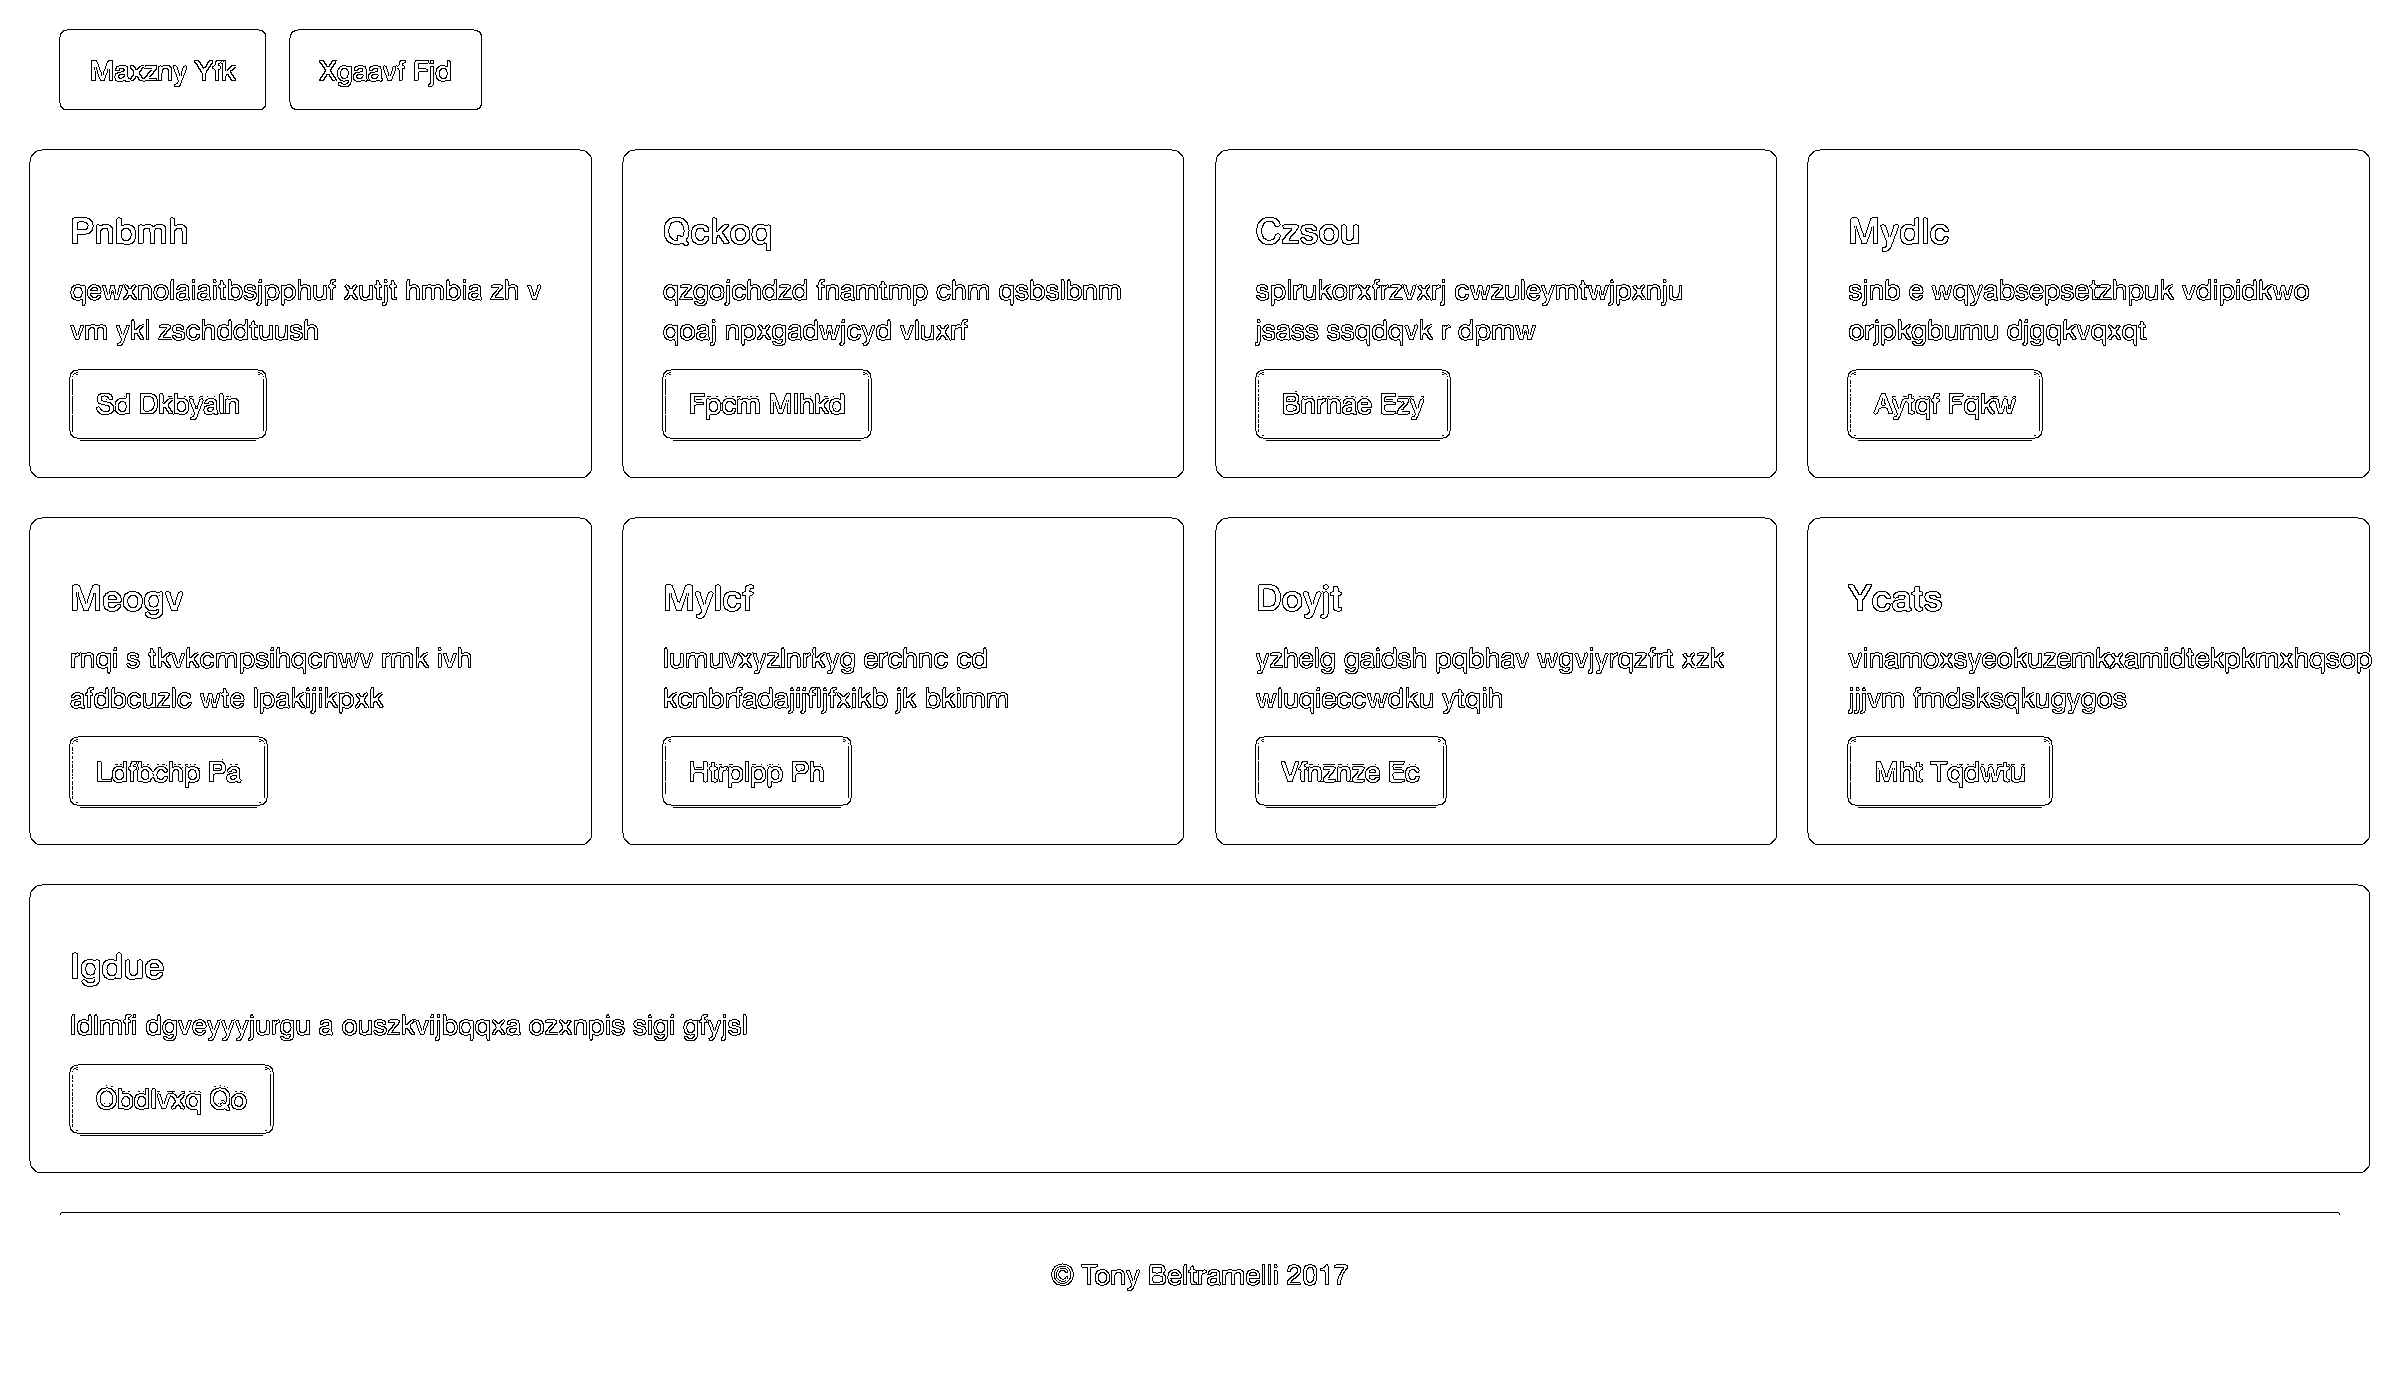 Maxzny Yfk
Xgaavf Fjd
Pnbmh
qewxnolaiaitbsjpphuf xutjt hmbia zh v
vm ykl zschddtuush
Sd Dkbyaln
Qckoq
qzgojchdzd fnamtmp chm qsbslbnm
qoaj npxgadwjcyd vluxrf
Fpcm Mlhkd
Czsou
splrukorxfrzvxrj cwzuleymtwjpxnju
jsass ssqdqvk r dpmw
Bnrnae Ezy
Mydlc
sjnb e wqyabsepsetzhpuk vdipidkwo
orjpkgbumu djgqkvqxqt
Aytqf Fqkw
Meogv
rnqi s tkvkcmpsihqcnwv rmk ivh
afdbcuzlc wte lpakijikpxk
Ldfbchp Pa
Mylcf
lumuvxyzlnrkyg erchnc cd
kcnbrfadajijfljfxikb jk bkimm
Htrplpp Ph
Doyjt
yzhelg gaidsh pqbhav wgvjyrqzfrt xzk
wluqieccwdku ytqih
Vfnznze Ec
Ycats
vinamoxsyeokuzemkxamidtekpkmxhqsop
jjjvm fmdsksqkugygos
Mht Tqdwtu
Igdue
ldlmfi dgveyyyjurgu a ouszkvijbqqxa ozxnpis sigi gfyjsl
Obdlvxq Qo
© Tony Beltramelli 2017